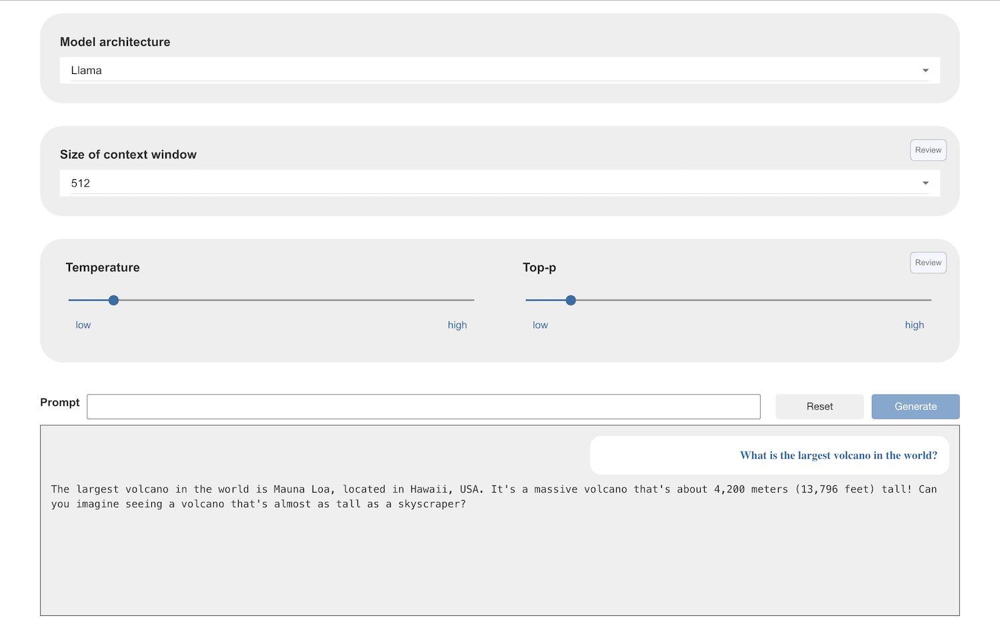 Model architecture
Llama
Size of context window
Review
512
Temperature
Top-p
Review
low
high
low
high
Prompt
Reset
Generate
What is the largest volcano in the world?
The largest volcano in the world is Mauna Loa, located in Hawaii, USA. It's a massive volcano that's about 4,200 meters (13,796 feet) tall! Can
you imagine seeing a volcano that's almost as tall as a skyscraper?